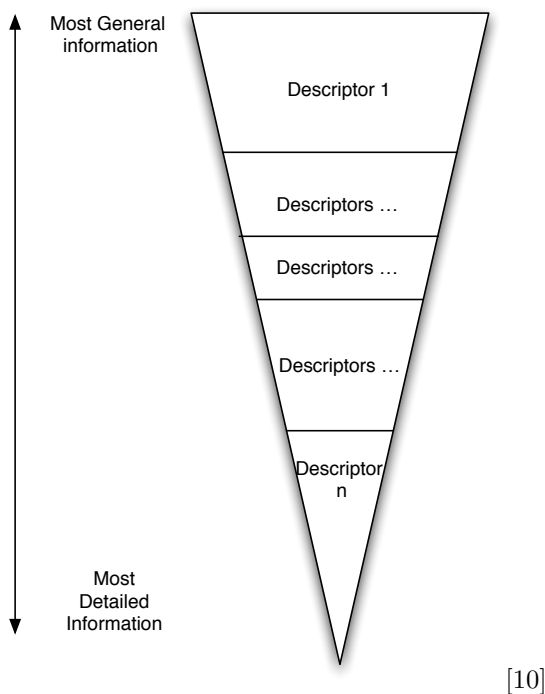 Most General
information
Descriptor 1
Descriptors ...
Descriptors ...
Descriptors ...
Descriptor
n
Most
Detailed
Information
[10]